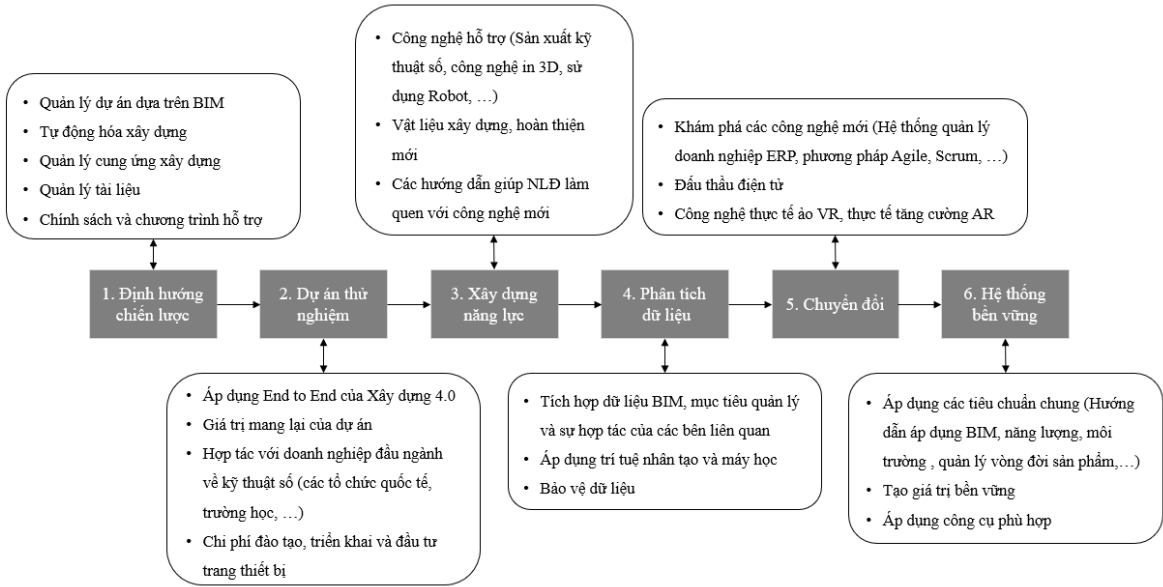 • Quản lý dự án dựa trên BIM
• Tự động hóa xây dựng
• Quản lý cung ứng xây dựng
• Quản lý tài liệu
• Chính sách và chương trình hỗ trợ
• Công nghệ hỗ trợ (Sản xuất kỹ
thuật số, công nghệ in 3D, sử
dụng Robot, …)
• Vật liệu xây dựng, hoàn thiện
mới
• Các hướng dẫn giúp NLĐ làm
quen với công nghệ mới
• Khám phá các công nghệ mới (Hệ thống quản lý
doanh nghiệp ERP, phương pháp Agile, Scrum, …)
• Đấu thầu điện tử
• Công nghệ thực tế ảo VR, thực tế tăng cường AR
1. Định hướng
chiến lược
2. Dự án thử
nghiệm
3. Xây dựng
năng lực
4. Phân tích
dữ liệu
5. Chuyển đổi
6. Hệ thống
bền vững
• Áp dụng End to End của Xây dựng 4.0
• Giá trị mang lại của dự án
• Hợp tác với doanh nghiệp đầu ngành
về kỹ thuật số (các tổ chức quốc tế,
trường học, …)
• Chi phí đào tạo, triển khai và đầu tư
trang thiết bị
• Tích hợp dữ liệu BIM, mục tiêu quản lý
và sự hợp tác của các bên liên quan
• Áp dụng trí tuệ nhân tạo và máy học
• Bảo vệ dữ liệu
• Áp dụng các tiêu chuẩn chung (Hướng
dẫn áp dụng BIM, năng lượng, môi
trường , quản lý vòng đời sản phẩm,…)
• Tạo giá trị bền vững
• Áp dụng công cụ phù hợp